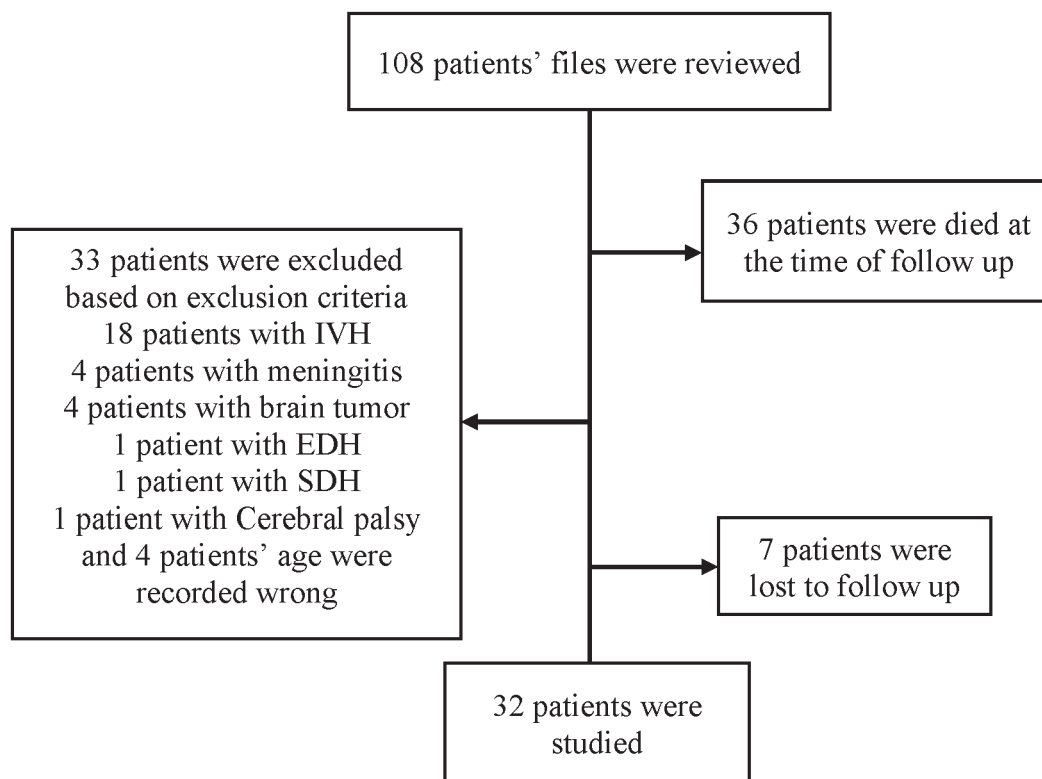 108 patients’ files were reviewed
36 patients were died at
the time of follow up
33 patients were excluded
based on exclusion criteria
18 patients with IVH
4 patients with meningitis
4 patients with brain tumor
1 patient with EDH
1 patient with SDH
1 patient with Cerebral palsy
and 4 patients’ age were
recorded wrong
7 patients were
lost to follow up
32 patients were
studied